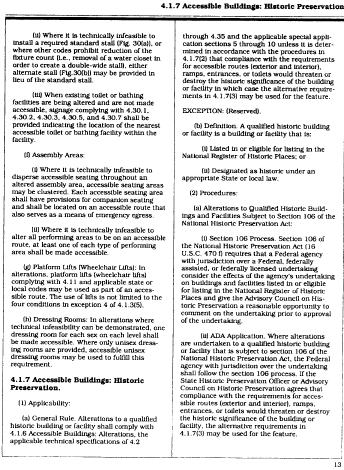 4.1.7 Accessible Buildings: Historic Preservation
(ii) Where it is technically infeasible to
install a required standard stall (Fig. 30(a)), or
where other codes prohibit reduction of the
fixture count (i.e., removal of a water closet in
order to create a double-wide stall), either
alternate stall (Fig.30(b)) may be provided in
lieu of the standard stall.
(iii) When existing toilet or bathing
facilities are being altered and are not made
accessible, signage complying with 4.30.1,
4.30.2, 4.30.3, 4.30.5, and 4.30.7 shall be
provided indicating the location of the nearest
accessible toilet or bathing facility within the
facility.
(f) Assembly Areas:
(i) Where it is technically infeasible to
disperse accessible seating throughout an
altered assembly area, accessible seating areas
may be clustered. Each accessible seating area
shall have provisions for companion seating
and shall be located on an accessible route that
also serves as a means of emergency egress.
(ii) Where it is technically infeasible to
alter all performing areas to be on an accessible
route, at least one of each type of performing
area shall be made accessible.
(g) Platform Lifts (Wheelchair Lifts): In
alterations, platform lifts (wheelchair lifts)
complying with 4.11 and applicable state or
local codes may be used as part of an acces-
sible route. The use of lifts is not limited to the
four conditions in exception 4 of 4.1.3(5).
(h) Dressing Rooms: In alterations where
technical infeasibility can be demonstrated, one
dressing room for each sex on each level shall
be made accessible. Where only unisex dress-
ing rooms are provided, accessible unisex
dressing rooms may be used to fulfill this
requirement.
4.1.7 Accessible Buildings: Historic
Preservation.
(1) Applicability:
(a) General Rule. Alterations to a qualified
historic building or facility shall comply with
4.1.6 Accessible Buildings: Alterations, the
applicable technical specifications of 4.2
through 4.35 and the applicable special appli-
cation sections 5 through 10 unless it is deter-
mined in accordance with the procedures in
4.1.7(2) that compliance with the requirements
for accessible routes (exterior and interior),
ramps, entrances, or toilets would threaten or
destroy the historic significance of the building
or facility in which case the alternative require-
ments in 4.1.7(3) may be used for the feature.
EXCEPTION: (Reserved).
(b) Definition. A qualified historic building
or facility is a building or facility that is:
(i) Listed in or eligible for listing in the
National Register of Historic Places; or
(ii) Designated as historic under an
appropriate State or local law.
(2) Procedures:
(a) Alterations to Qualified Historic Build-
ings and Facilities Subject to Section 106 of the
National Historic Preservation Act:
(i) Section 106 Process. Section 106 of
the National Historic Preservation Act (16
U.S.C. 470 f) requires that a Federal agency
with jurisdiction over a Federal, federally
assisted, or federally licensed undertaking
consider the effects of the agency's undertaking
on buildings and facilities listed in or eligible
for listing in the National Register of Historic
Places and give the Advisory Council on His-
toric Preservation a reasonable opportunity to
comment on the undertaking prior to approval
of the undertaking.
(ii) ADA Application. Where alterations
are undertaken to a qualified historic building
or facility that is subject to section 106 of the
National Historic Preservation Act, the Federal
agency with jurisdiction over the undertaking
shall follow the section 106 process. If the
State Historic Preservation Officer or Advisory
Council on Historic Preservation agrees that
compliance with the requirements for acces-
sible routes (exterior and interior), ramps,
entrances, or toilets would threaten or destroy
the historic significance of the building or
facility, the alternative requirements in
4.1.7(3) may be used for the feature.
13